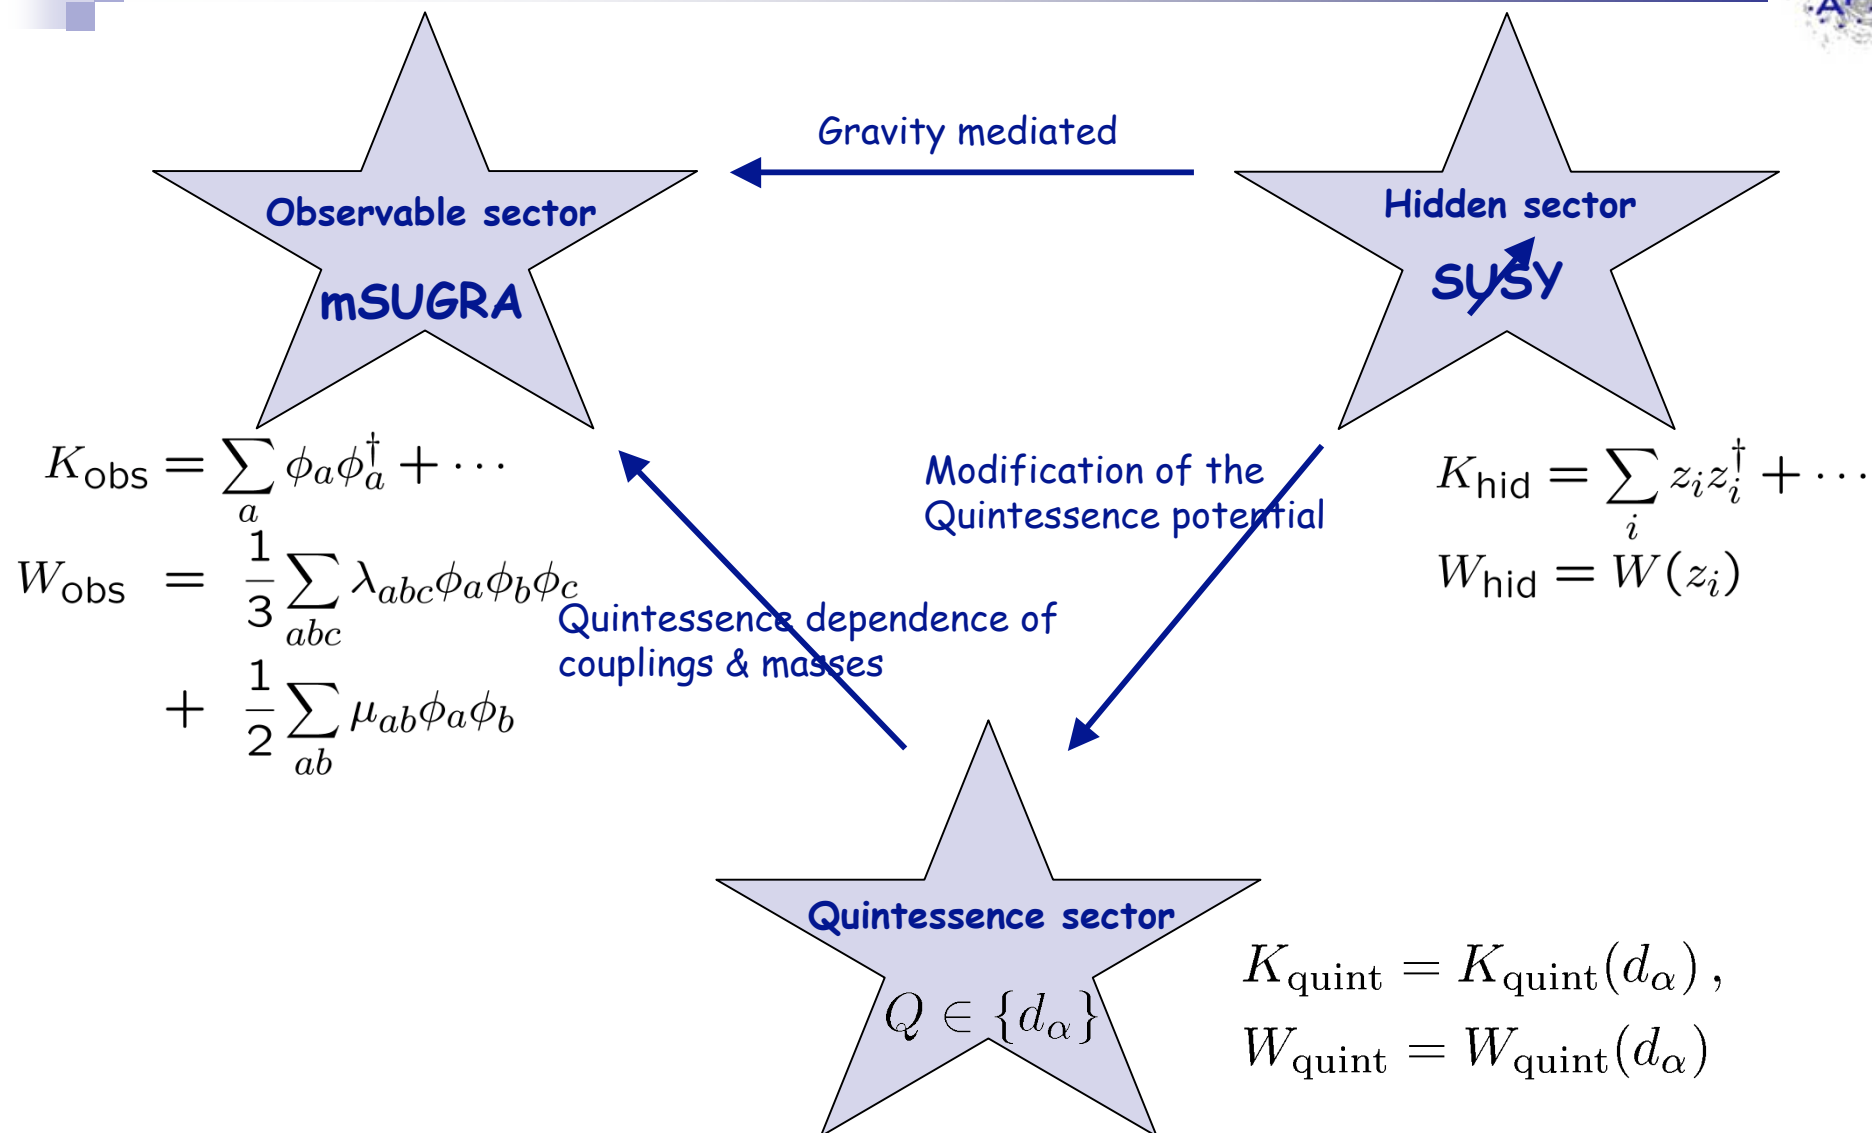 Gravity mediated
Observable sector
mSUGRA
Hidden sector
SUSY
K_obs = ∑_a φ_a φ_a^† + ⋯
W_obs = 1/3 ∑_abc λ_abc φ_a φ_b φ_c
+ 1/2 ∑_ab μ_ab φ_a φ_b
Modification of the
Quintessence potential
K_hid = ∑_i z_i z_i^† + ⋯
W_hid = W(z_i)
Quintessence dependence of
couplings & masses
Quintessence sector
Q ∈ {d_α}
K_quint = K_quint(d_α) ,
W_quint = W_quint(d_α)